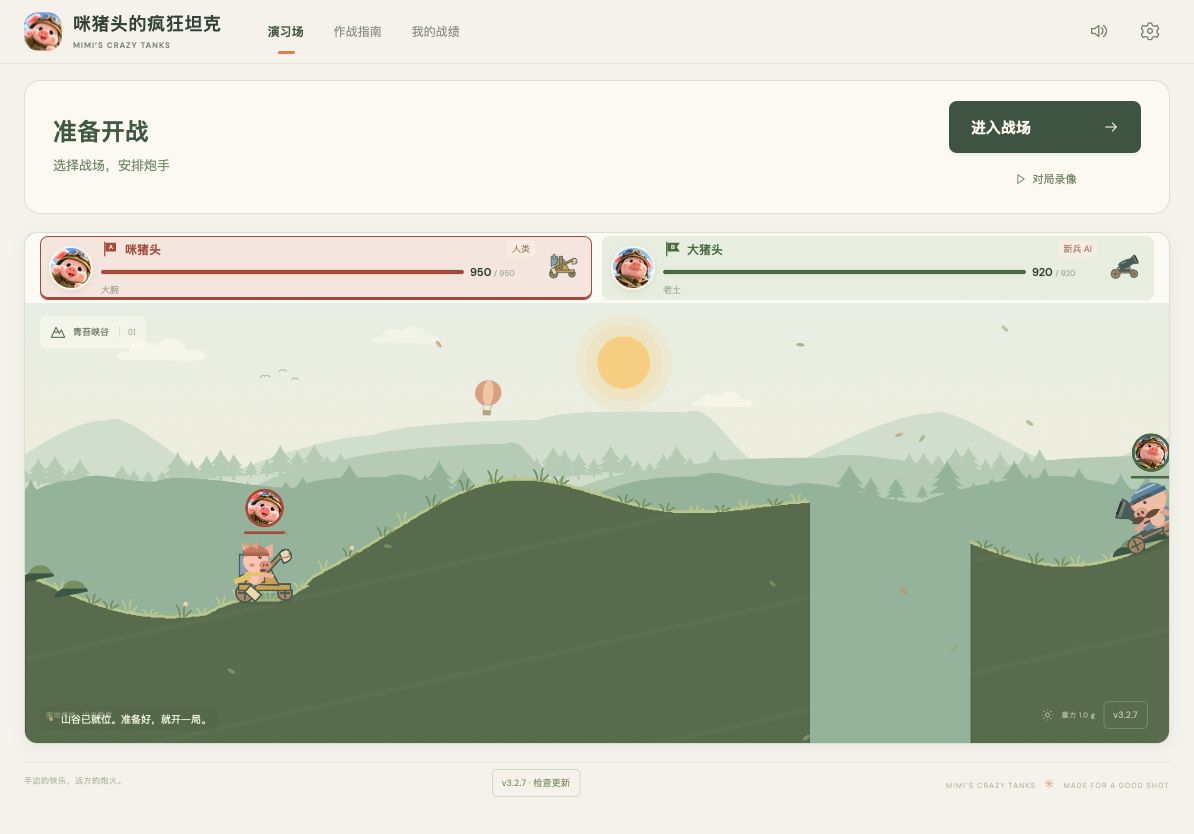 咪猪头的疯狂坦克
MIMI'S CRAZY TANKS
演习场
作战指南
我的战绩
准备开战
选择战场，安排炮手
进入战场
对局录像
A
咪猪头
人类
950 / 950
大腕
B
大猪头
新兵 AI
920 / 920
老土
青苔峡谷
01
山谷已就位。准备好，就开一局。
重力 1.0 g
v3.2.7
手边的快乐，远方的炮火。
v3.2.7 · 检查更新
MIMI'S CRAZY TANKS
MADE FOR A GOOD SHOT